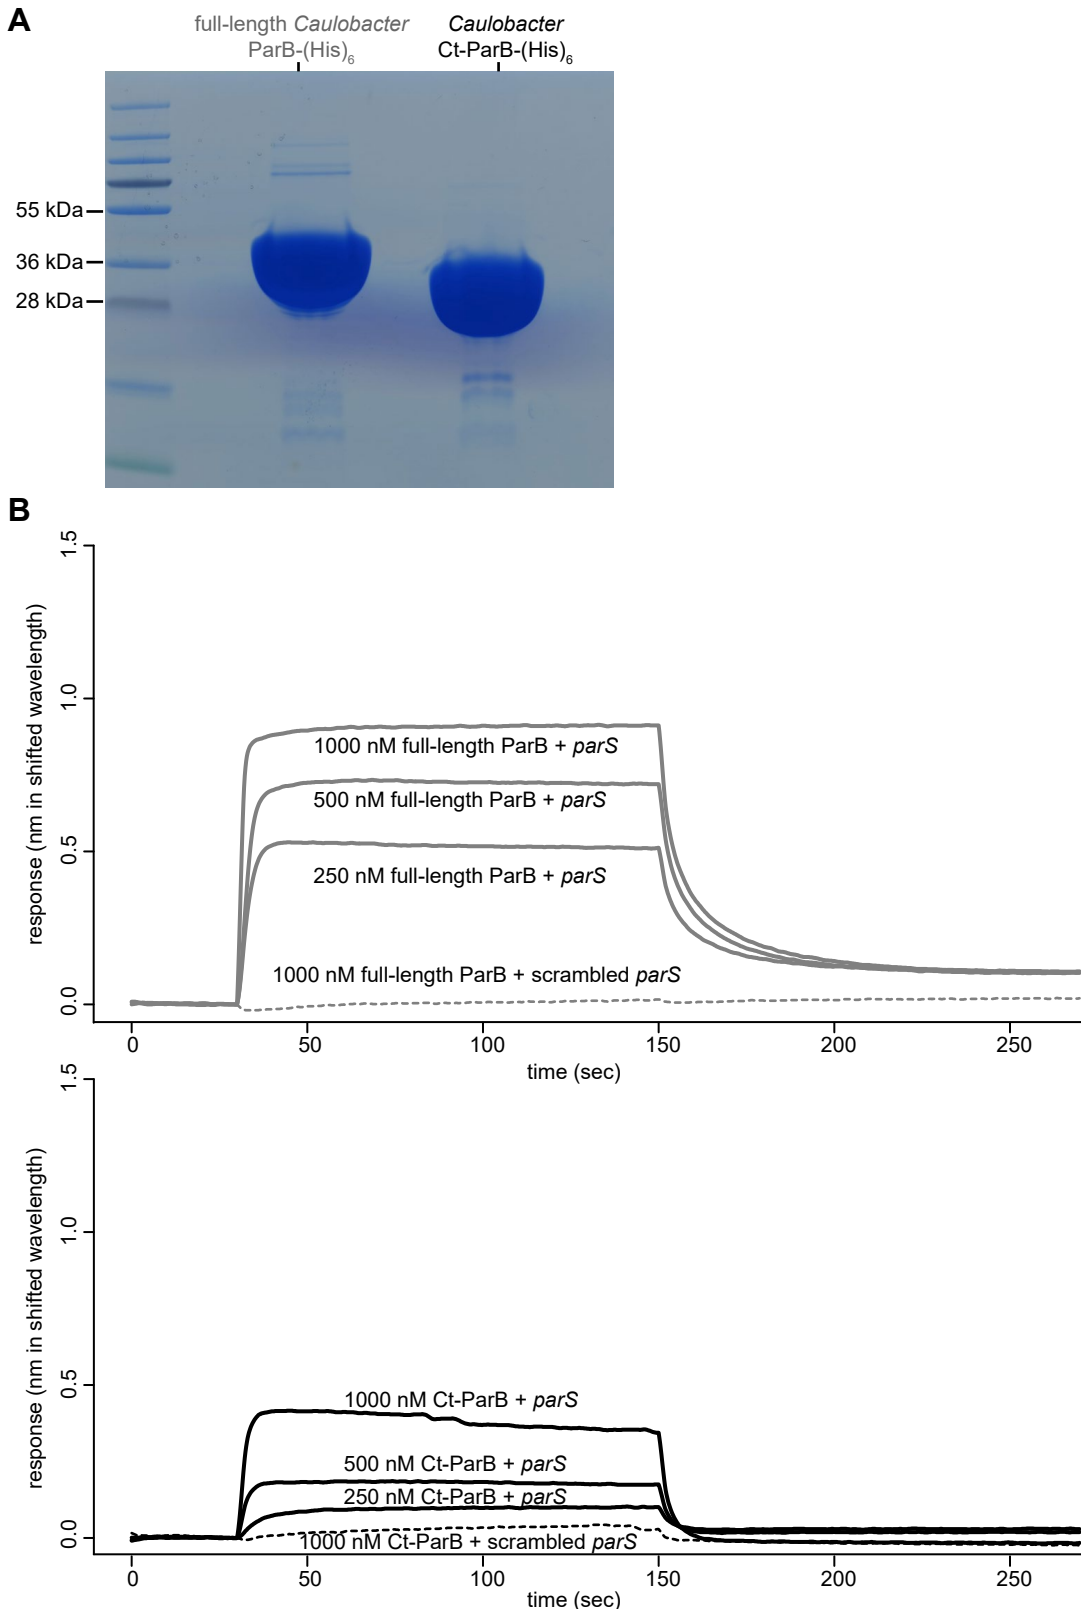 A
full-length Caulobacter
ParB-(His)6
Caulobacter
Ct-ParB-(His)6
55 kDa
36 kDa
28 kDa
B
response (nm in shifted wavelength)
1.5
1.0
0.5
0.0
1000 nM full-length ParB + parS
500 nM full-length ParB + parS
250 nM full-length ParB + parS
1000 nM full-length ParB + scrambled parS
0 50 100 150 200 250
time (sec)
response (nm in shifted wavelength)
1.5
1.0
0.5
0.0
1000 nM Ct-ParB + parS
500 nM Ct-ParB + parS
250 nM Ct-ParB + parS
1000 nM Ct-ParB + scrambled parS
0 50 100 150 200 250
time (sec)